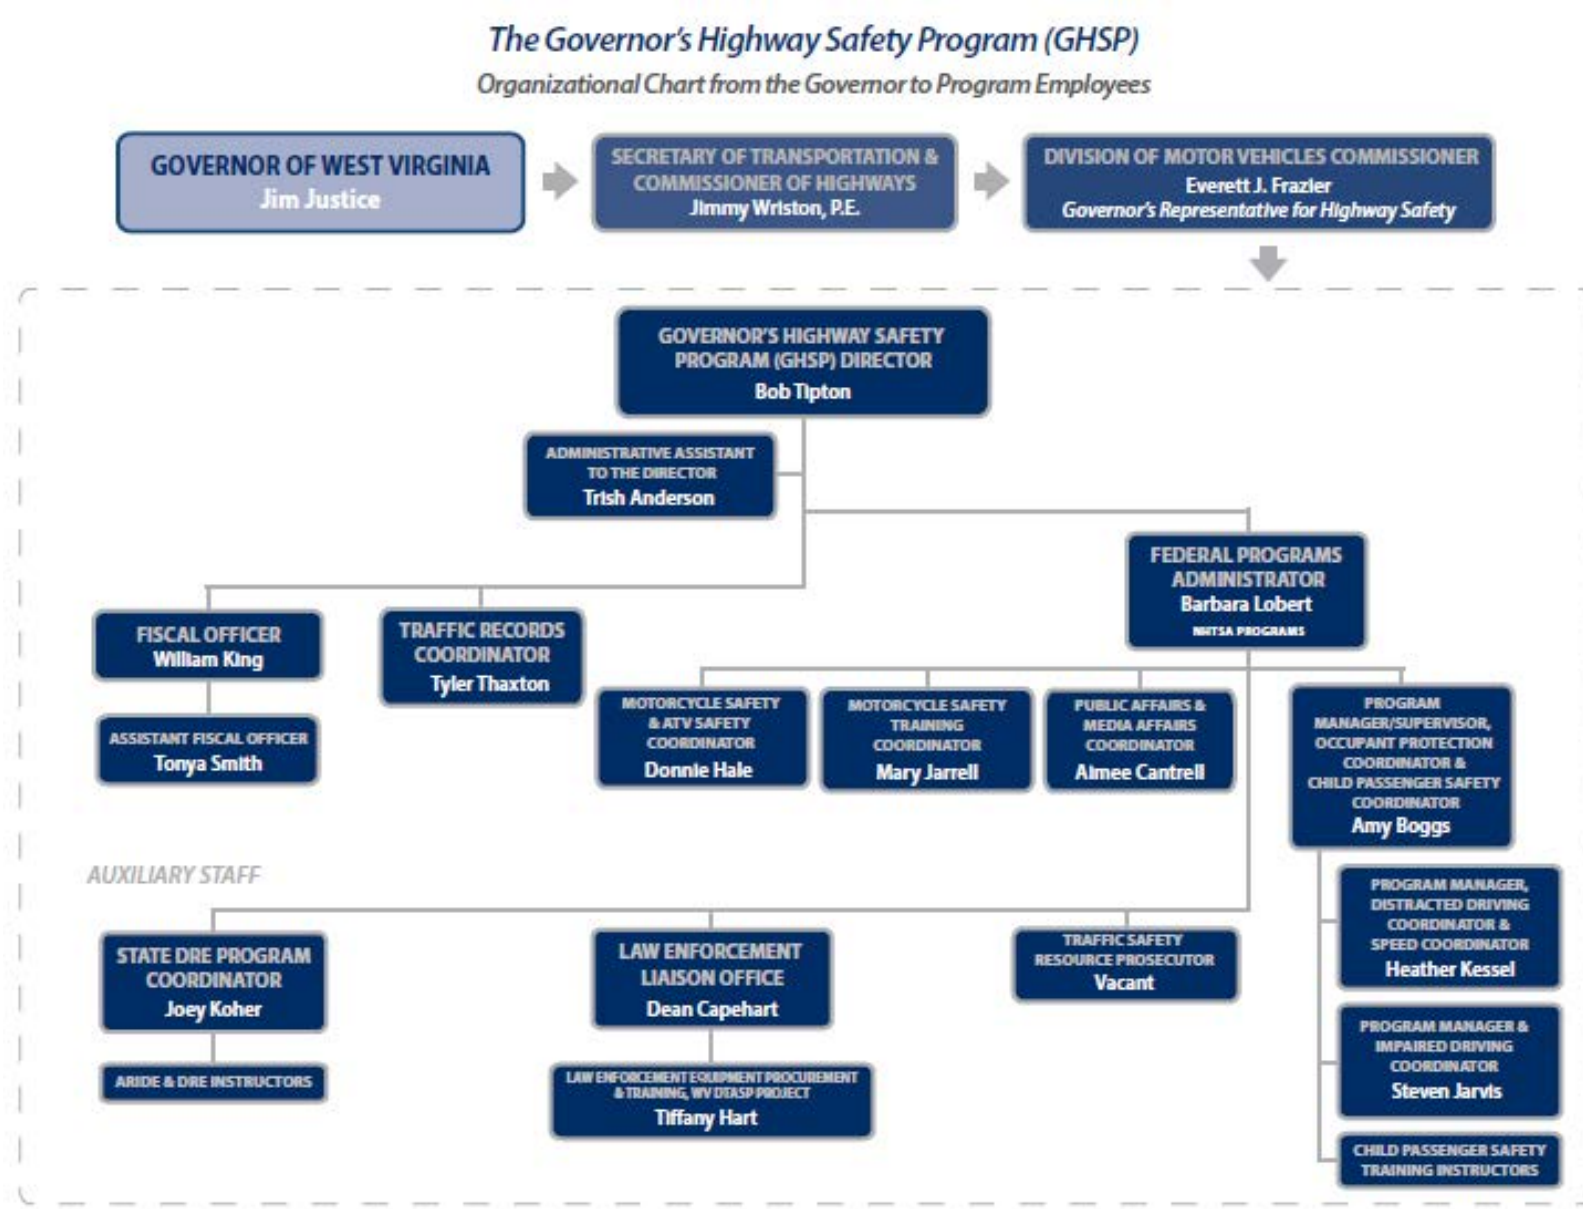 The Governor's Highway Safety Program (GHSP)
Organizational Chart from the Governor to Program Employees
GOVERNOR OF WEST VIRGINIA
Jim Justice
SECRETARY OF TRANSPORTATION &
COMMISSIONER OF HIGHWAYS
Jimmy Wriston, P.E.
DIVISION OF MOTOR VEHICLES COMMISSIONER
Everett J. Frazier
Governor's Representative for Highway Safety
GOVERNOR'S HIGHWAY SAFETY
PROGRAM (GHSP) DIRECTOR
Bob Tipton
ADMINISTRATIVE ASSISTANT
TO THE DIRECTOR
Trish Anderson
FEDERAL PROGRAMS
ADMINISTRATOR
Barbara Lobert
NHTSA PROGRAMS
FISCAL OFFICER
William King
ASSISTANT FISCAL OFFICER
Tonya Smith
TRAFFIC RECORDS
COORDINATOR
Tyler Thaxton
MOTORCYCLE SAFETY
& ATV SAFETY
COORDINATOR
Donnie Hale
MOTORCYCLE SAFETY
TRAINING
COORDINATOR
Mary Jarrell
PUBLIC AFFAIRS &
MEDIA AFFAIRS
COORDINATOR
Aimee Cantrell
PROGRAM
MANAGER/SUPERVISOR,
OCCUPANT PROTECTION
COORDINATOR &
CHILD PASSENGER SAFETY
COORDINATOR
Amy Boggs
AUXILIARY STAFF
STATE DRE PROGRAM
COORDINATOR
Joey Koher
ARIDE & DRE INSTRUCTORS
LAW ENFORCEMENT
LIAISON OFFICE
Dean Capehart
LAW ENFORCEMENT EQUIPMENT PROCUREMENT
& TRAINING, WV DTASP PROJECT
Tiffany Hart
TRAFFIC SAFETY
RESOURCE PROSECUTOR
Vacant
PROGRAM MANAGER,
DISTRACTED DRIVING
COORDINATOR &
SPEED COORDINATOR
Heather Kessel
PROGRAM MANAGER &
IMPAIRED DRIVING
COORDINATOR
Steven Jarvis
CHILD PASSENGER SAFETY
TRAINING INSTRUCTORS